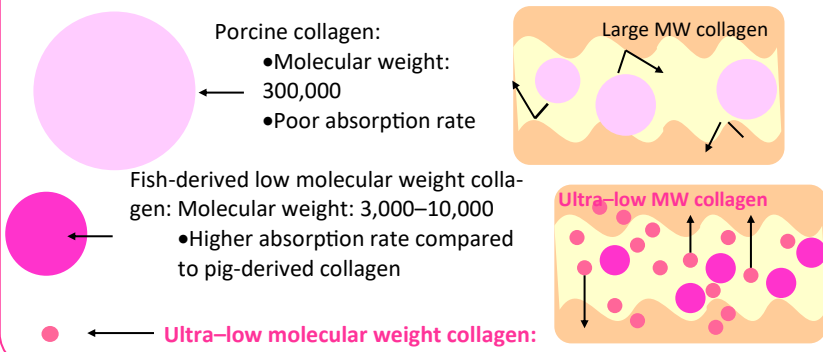 Porcine collagen:
•Molecular weight:
300,000
•Poor absorption rate
Large MW collagen
Fish-derived low molecular weight colla-
gen: Molecular weight: 3,000–10,000
•Higher absorption rate compared
to pig-derived collagen
Ultra–low MW collagen
Ultra–low molecular weight collagen: